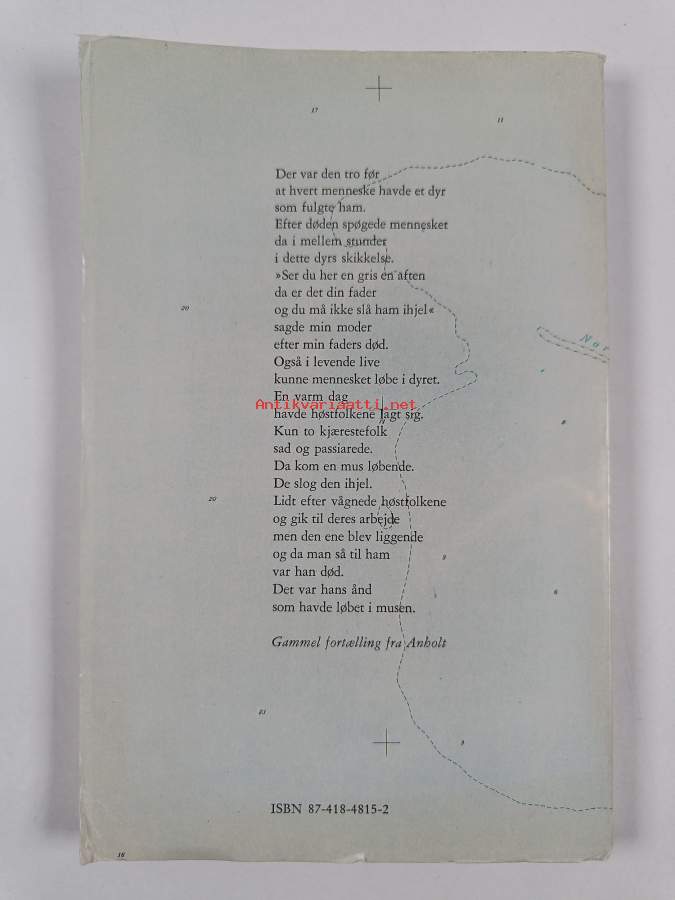 17
11
Der var den tro før
at hvert menneske havde et dyr
som fulgte ham.
Efter døden spøgede mennesket
da i mellem stunder
i dette dyrs skikkelse.
»Ser du her en gris en aften
da er det din fader
og du må ikke slå ham ihjel«
20
sagde min moder
efter min faders død.
Nor
Også i levende live
kunne mennesket løbe i dyret.
En varm dag
Antikvariaatti.net
havde høstfolkene lagt sig.
Kun to kjærestefolk
sad og passiarede.
Da kom en mus løbende.
De slog den ihjel.
20
Lidt efter vågnede høstfolkene
og gik til deres arbejde
men den ene blev liggende
og da man så til ham
var han død.
Det var hans ånd
som havde løbet i musen.
Gammel fortælling fra Anholt
ISBN 87-418-4815-2
16